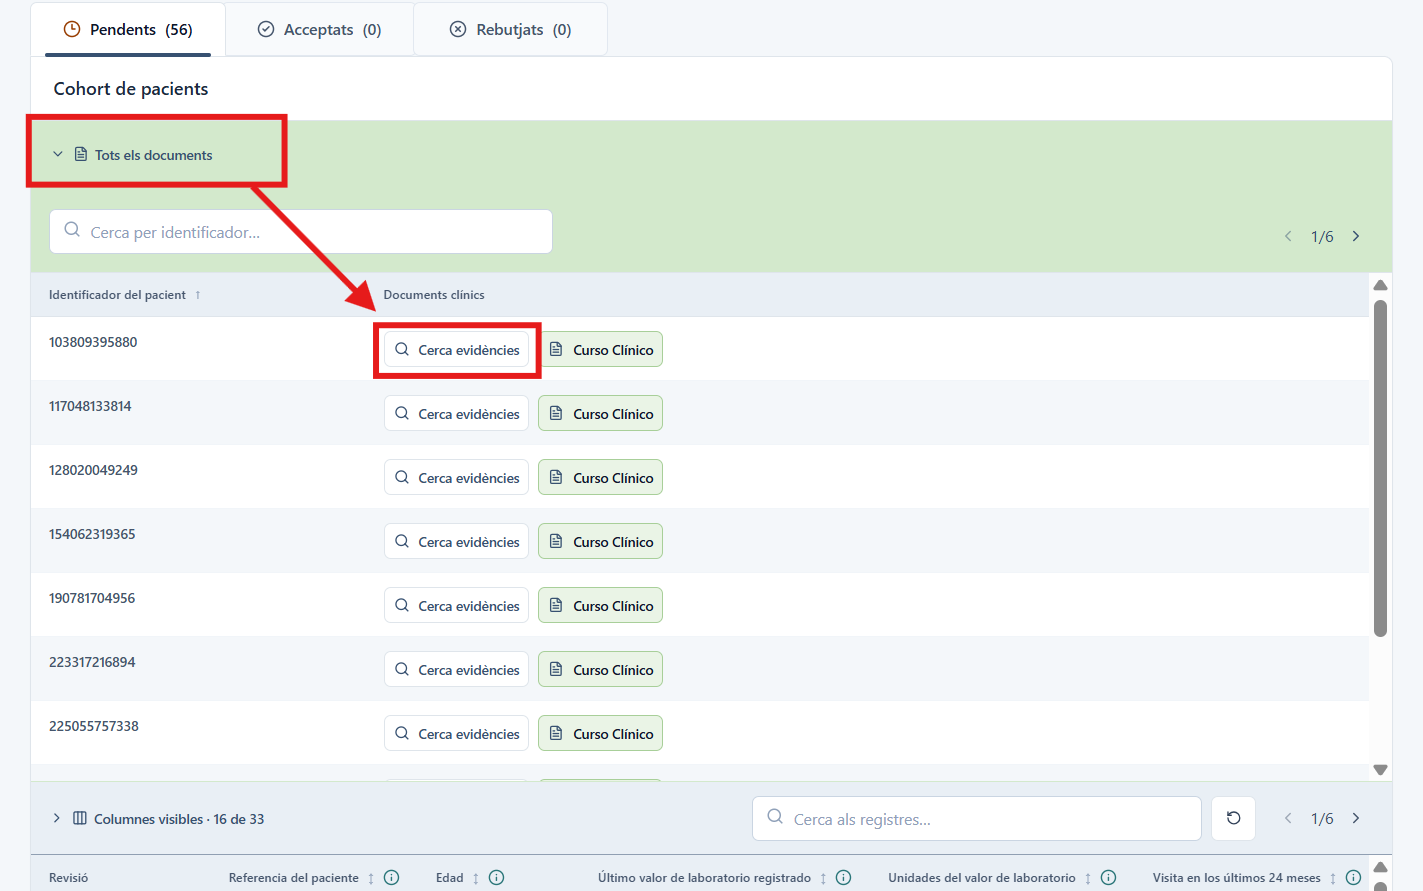 Pendents (56) Acceptats (0) Rebutjats (0)
Cohort de pacients
Tots els documents
Cerca per identificador...
1/6
Identificador del pacient ↑ Documents clínics
103809395880 Cerca evidències Curso Clínico
117048133814 Cerca evidències Curso Clínico
128020049249 Cerca evidències Curso Clínico
154062319365 Cerca evidències Curso Clínico
190781704956 Cerca evidències Curso Clínico
223317216894 Cerca evidències Curso Clínico
225055757338 Cerca evidències Curso Clínico
Columnes visibles · 16 de 33 Cerca als registres... 1/6
Revisió Referencia del paciente Edad Último valor de laboratorio registrado Unidades del valor de laboratorio Visita en los últimos 24 meses